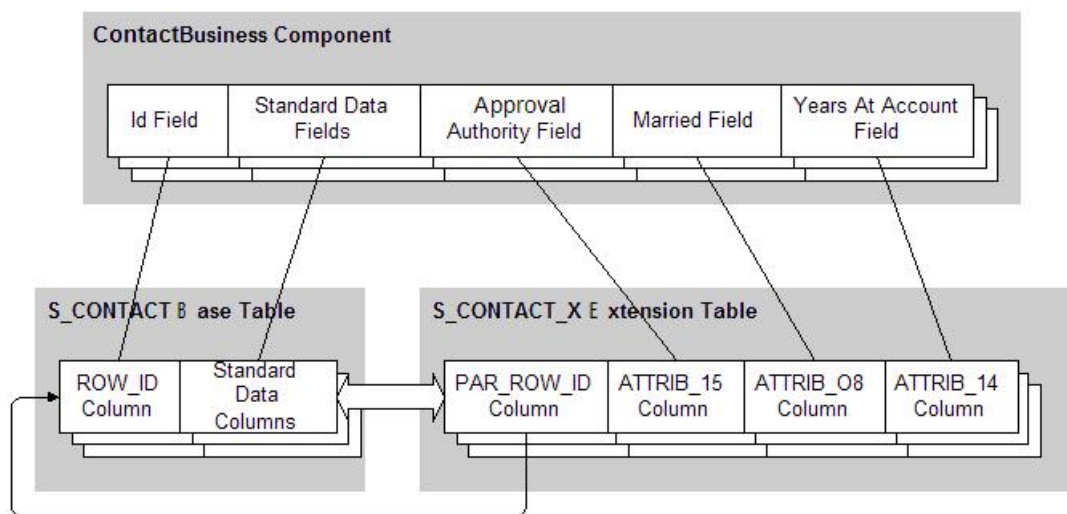 ContactBusiness Component
Id Field
Standard Data
Fields
Approval
Authority Field
Married Field
Years At Account
Field
S_CONTACT B ase Table
S_CONTACT_X E xtension Table
ROW_ID
Column
Standard
Data
Columns
PAR_ROW_ID
Column
ATTRIB_15
Column
ATTRIB_O8
Column
ATTRIB_14
Column